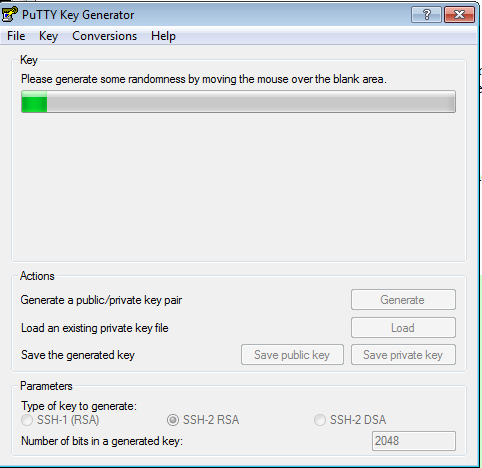 PuTTY Key Generator
File Key Conversions Help
Key
Please generate some randomness by moving the mouse over the blank area.
Actions
Generate a public/private key pair
Generate
Load an existing private key file
Load
Save the generated key
Save public key
Save private key
Parameters
Type of key to generate:
SSH-1 (RSA)
SSH-2 RSA
SSH-2 DSA
Number of bits in a generated key:
2048